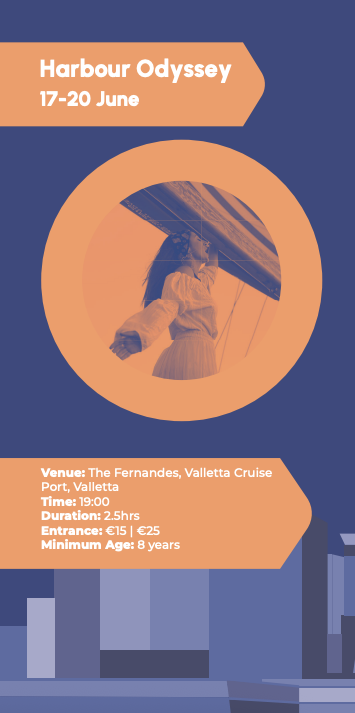 Harbour Odyssey
17-20 June
Venue: The Fernandes, Valletta Cruise
Port, Valletta
Time: 19:00
Duration: 2.5hrs
Entrance: €15 | €25
Minimum Age: 8 years